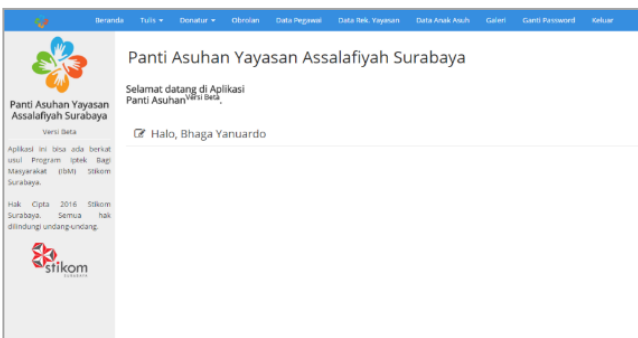 Beranda Tulis Donatur Obrolan Data Pegawai Data Rek. Yayasan Data Anak Asuh Galeri Ganti Password Keluar
Panti Asuhan Yayasan
Assalafiyah Surabaya
Versi Beta
Aplikasi ini bisa ada berkat
usul Program Iptek Bagi
Masyarakat (IbM) Stikom
Surabaya.
Hak Cipta 2016 Stikom
Surabaya. Semua hak
dilindungi undang-undang.
stikom
SURABAYA
Panti Asuhan Yayasan Assalafiyah Surabaya
Selamat datang di Aplikasi
Panti Asuhan Versi Beta.
Halo, Bhaga Yanuardo